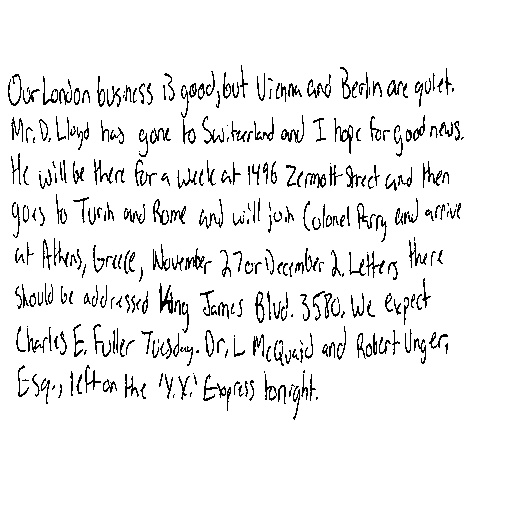 Our London business is good, but Vienna and Berlin are quiet.
Mr. D. Lloyd has gone to Switzerland and I hope for good news.
He will be there for a week at 1496 Zermott Street and then
goes to Turin and Rome and will join Colonel Parry and arrive
at Athens, Greece, November 27 or December 2. Letters there
should be addressed King James Blvd. 3580. We expect
Charles E. Fuller Tuesday. Dr. L McQuaid and Robert Unger,
Esq., left on the 'Y.X.' Express tonight.